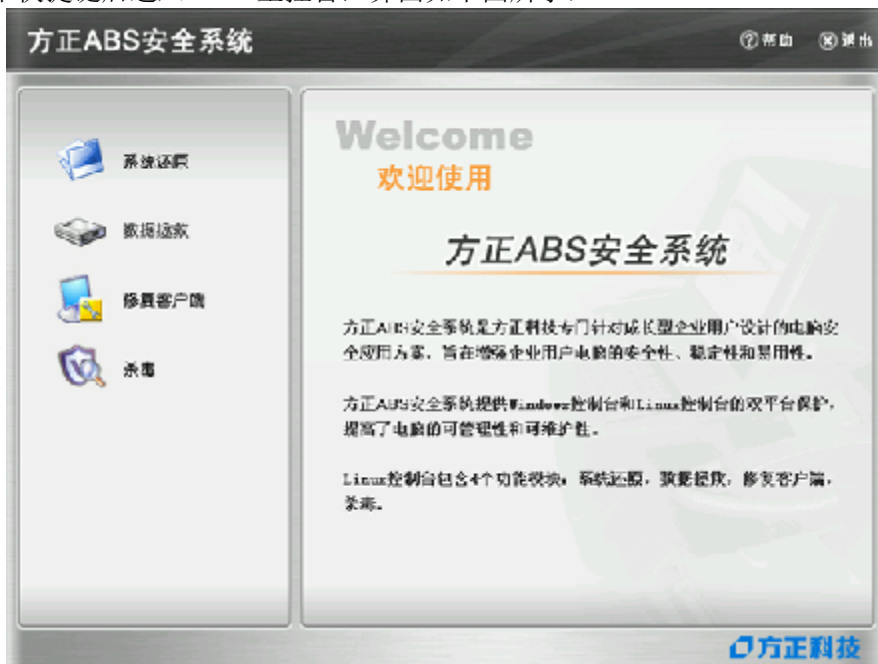 方正ABS安全系统
帮助 退出
系统还原
数据拯救
修复客户端
杀毒
Welcome
欢迎使用
方正ABS安全系统
方正ABS安全系统是方正科技专门针对成长型企业用户设计的电脑安
全应用方案，旨在增强企业用户电脑的安全性、稳定性和易用性。
方正ABS安全系统提供Windows控制台和Linux控制台的双平台保护，
提高了电脑的可管理性和可维护性。
Linux控制台包含4个功能模块：系统还原，数据拯救，修复客户端，
杀毒。
方正科技